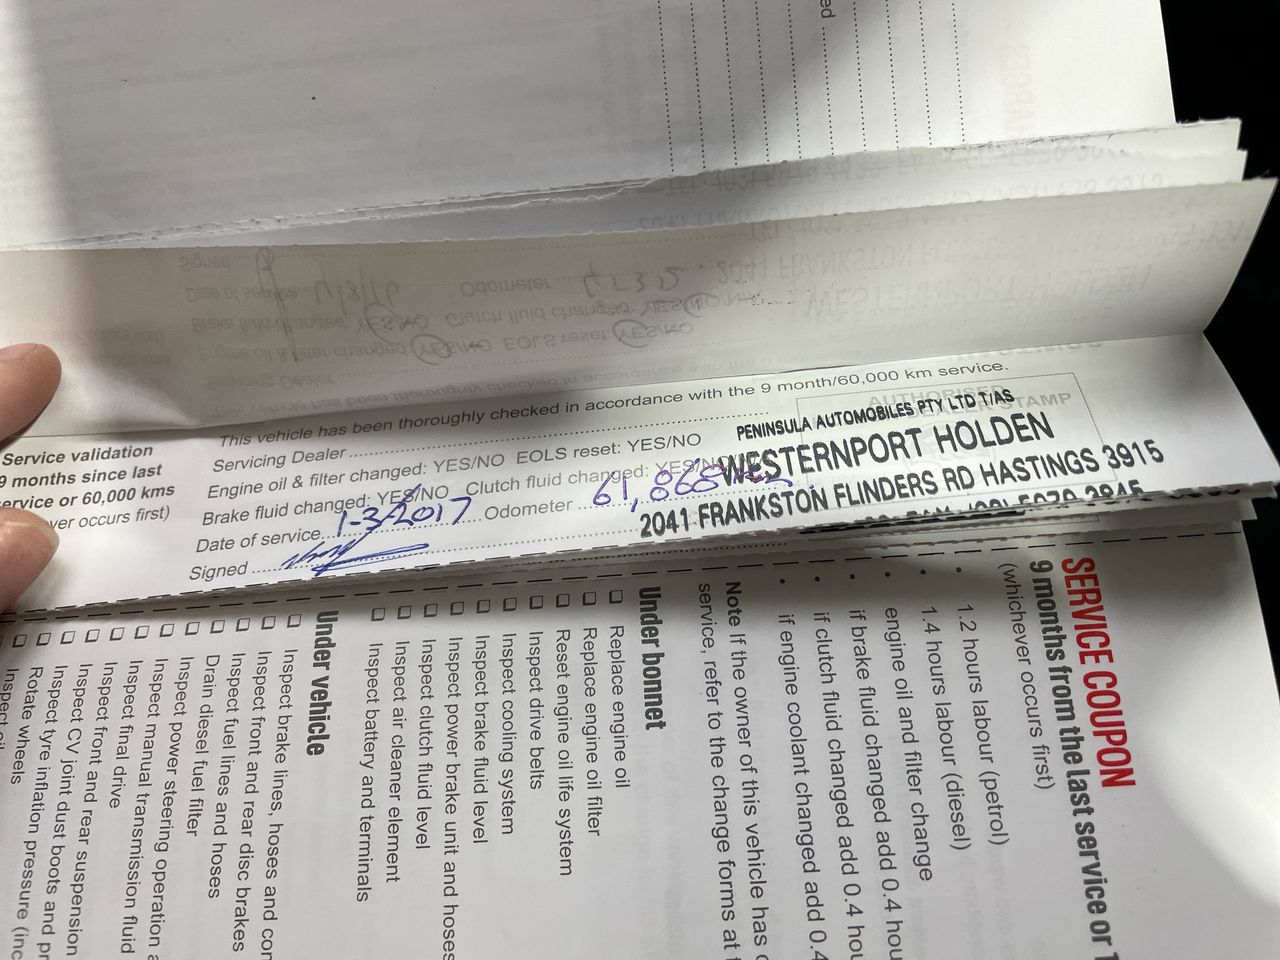 Service validation
9 months since last
service or 60,000 kms
ver occurs first)
This vehicle has been thoroughly checked in accordance with the 9 month/60,000 km service.
Servicing Dealer
Engine oil & filter changed: YES/NO EOLS reset: YES/NO
Brake fluid changed: YES/NO Clutch fluid changed: YES/NO
Date of service 1-3-2017 Odometer 61,868
Signed
AUTHORISED
STAMP
PENINSULA AUTOMOBILES PTY LTD T/AS
WESTERNPORT HOLDEN
2041 FRANKSTON FLINDERS RD HASTINGS 3915
SERVICE COUPON
9 months from the last service or 1
(whichever occurs first)
• 1.2 hours labour (petrol)
• 1.4 hours labour (diesel)
• engine oil and filter change
• if brake fluid changed add 0.4 hou
• if clutch fluid changed add 0.4 hou
• if engine coolant changed add 0.4
Note If the owner of this vehicle has
service, refer to the change forms at
Under bonnet
❏ Replace engine oil
❏ Replace engine oil filter
❏ Reset engine oil life system
❏ Inspect drive belts
❏ Inspect cooling system
❏ Inspect brake fluid level
❏ Inspect power brake unit and hoses
❏ Inspect clutch fluid level
❏ Inspect air cleaner element
❏ Inspect battery and terminals
Under vehicle
❏ Inspect brake lines, hoses and con
❏ Inspect front and rear disc brakes
❏ Inspect fuel lines and hoses
❏ Drain diesel fuel filter
❏ Inspect power steering operation a
❏ Inspect manual transmission fluid
❏ Inspect final drive
❏ Inspect front and rear suspension
❏ Inspect CV joint dust boots and pr
❏ Inspect tyre inflation pressure (inc
❏ Rotate wheels